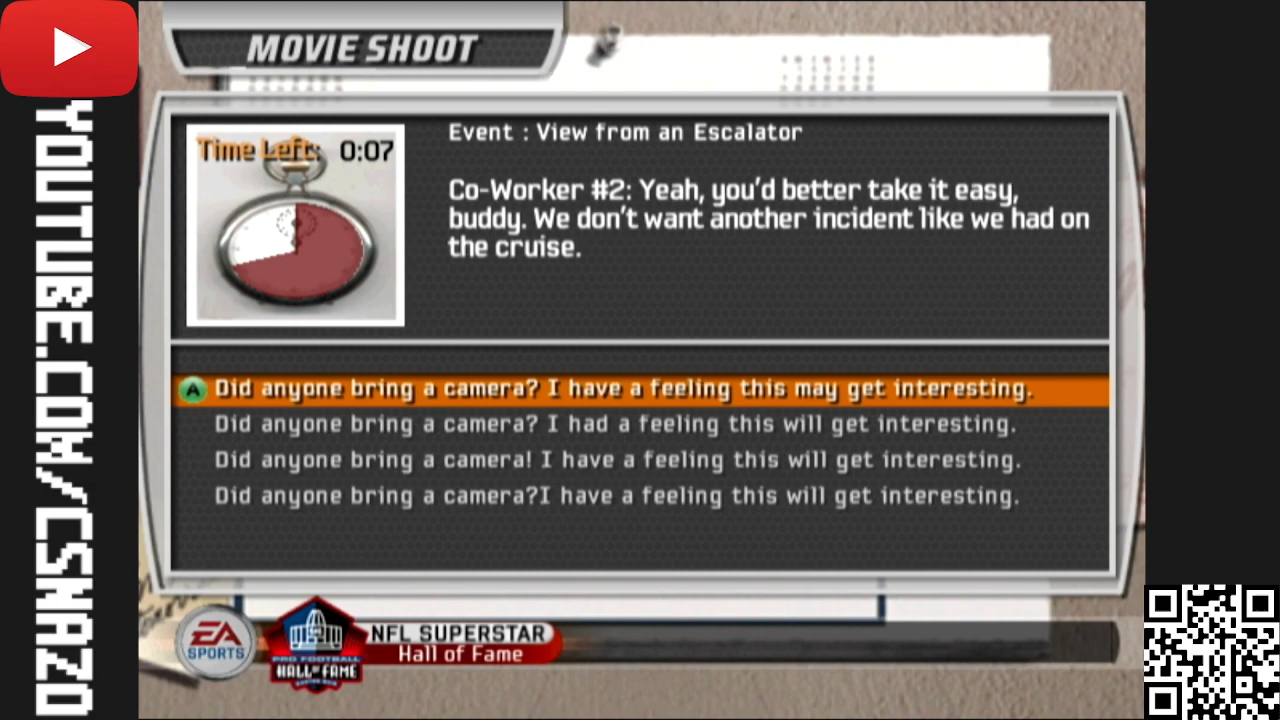 MOVIE SHOOT
Time Left: 0:07
Event : View from an Escalator
Co-Worker #2: Yeah, you'd better take it easy,
buddy. We don't want another incident like we had on
the cruise.
A Did anyone bring a camera? I have a feeling this may get interesting.
Did anyone bring a camera? I had a feeling this will get interesting.
Did anyone bring a camera! I have a feeling this will get interesting.
Did anyone bring a camera?I have a feeling this will get interesting.
EA
SPORTS
PRO FOOTBALL
HALL OF FAME
NFL SUPERSTAR
Hall of Fame
YOUTUBE.COM/CSNAZO